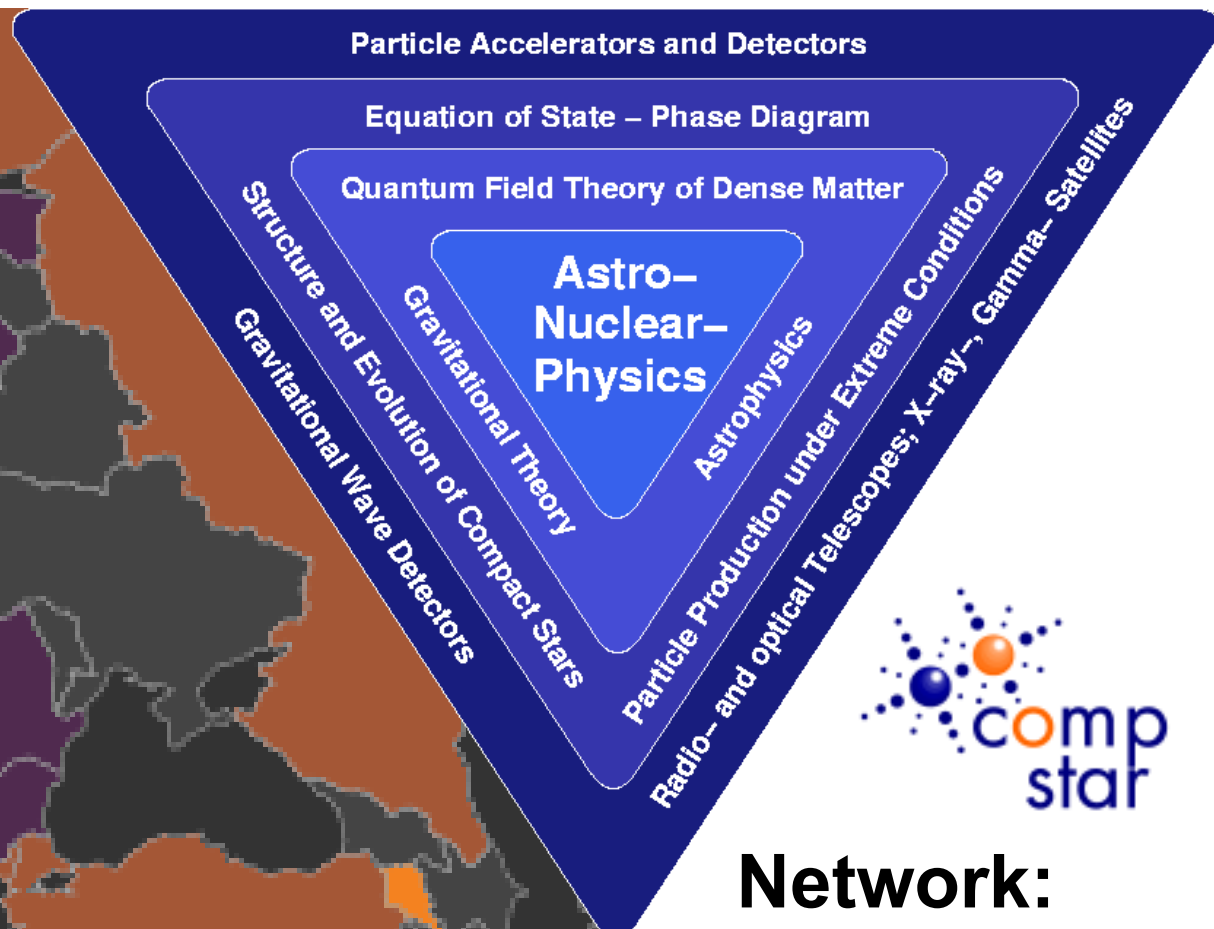 Particle Accelerators and Detectors
Equation of State – Phase Diagram
Quantum Field Theory of Dense Matter
Astro–
Nuclear–
Physics
Gravitational Theory
Astrophysics
Structure and Evolution of Compact Stars
Particle Production under Extreme Conditions
Gravitational Wave Detectors
Radio– and optical Telescopes; X–ray–, Gamma– Satellites
comp
star
Network: